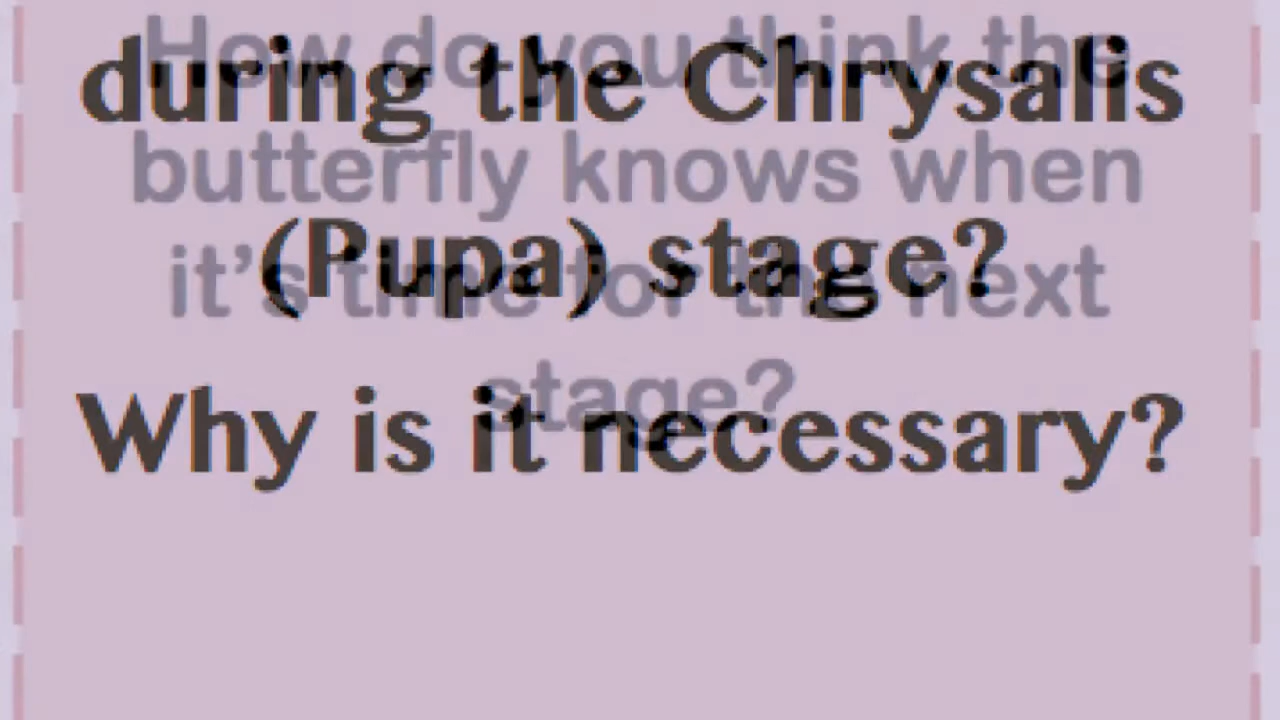 How do you think the
butterfly knows when
it's time for the next
stage?
during the Chrysalis
(Pupa) stage?
Why is it necessary?